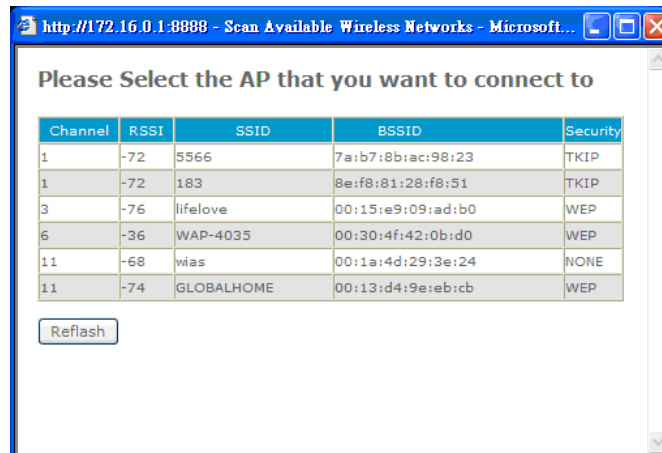 http://172.16.0.1:8888 - Scan Available Wireless Networks - Microsoft...
Please Select the AP that you want to connect to
Channel RSSI SSID BSSID Security
1 -72 5566 7a:b7:8b:ac:98:23 TKIP
1 -72 183 8e:f8:81:28:f8:51 TKIP
3 -76 lifelove 00:15:e9:09:ad:b0 WEP
6 -36 WAP-4035 00:30:4f:42:0b:d0 WEP
11 -68 wias 00:1a:4d:29:3e:24 NONE
11 -74 GLOBALHOME 00:13:d4:9e:eb:cb WEP
Reflash